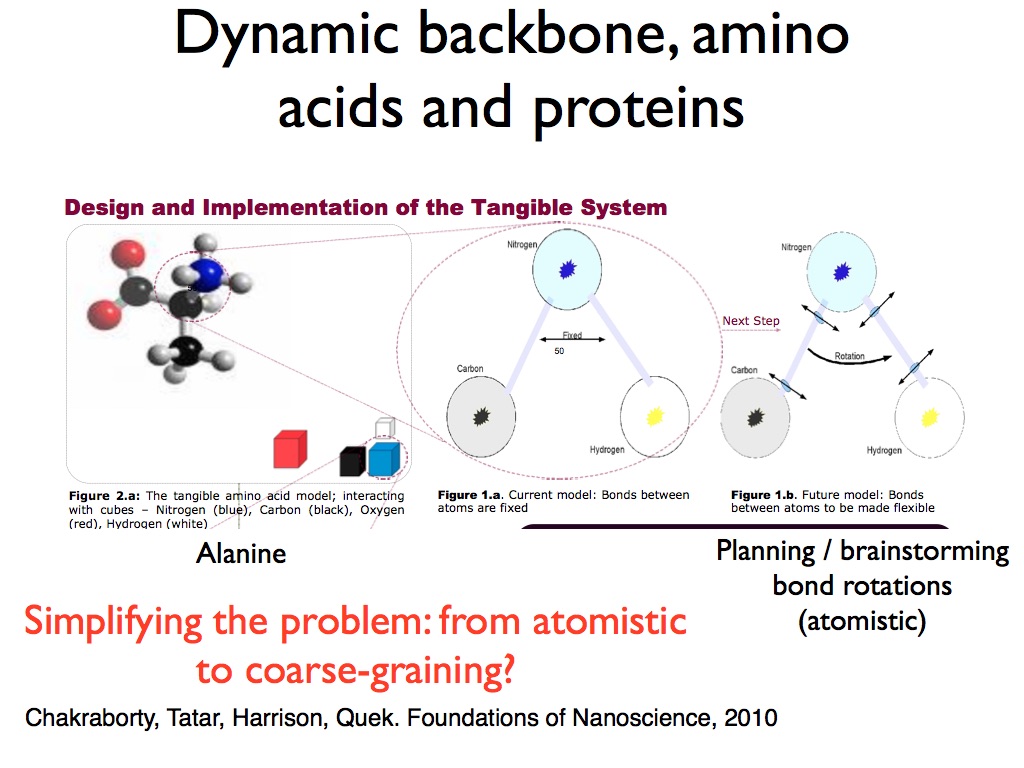 Dynamic backbone, amino
acids and proteins
Design and Implementation of the Tangible System
Nitrogen
Fixed
50
Carbon
Hydrogen
Next Step
Nitrogen
Rotation
Carbon
Hydrogen
Figure 2.a: The tangible amino acid model; interacting
with cubes – Nitrogen (blue), Carbon (black), Oxygen
(red), Hydrogen (white)
Figure 1.a. Current model: Bonds between
atoms are fixed
Figure 1.b. Future model: Bonds
between atoms to be made flexible
Alanine
Planning / brainstorming
bond rotations
(atomistic)
Simplifying the problem: from atomistic
to coarse-graining?
Chakraborty, Tatar, Harrison, Quek. Foundations of Nanoscience, 2010